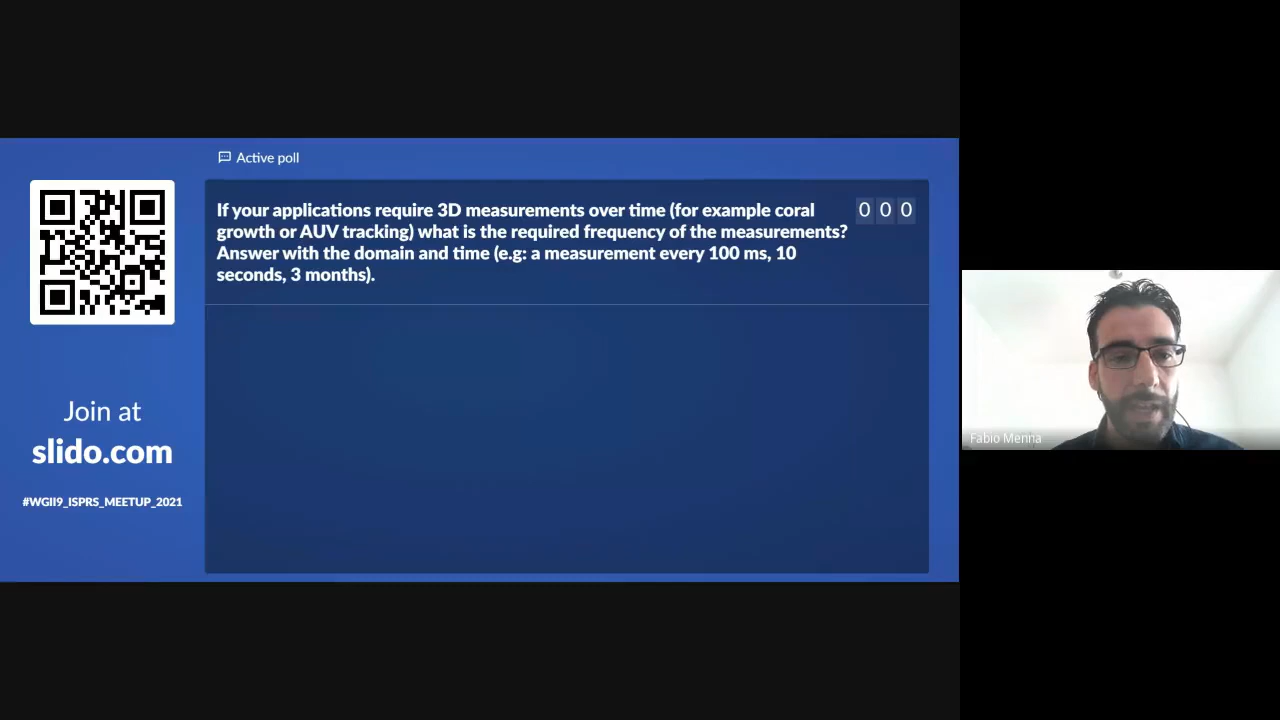 Active poll
If your applications require 3D measurements over time (for example coral
growth or AUV tracking) what is the required frequency of the measurements?
Answer with the domain and time (e.g: a measurement every 100 ms, 10
seconds, 3 months).
0 0 0
Join at
slido.com
#WGII9_ISPRS_MEETUP_2021
Fabio Menna